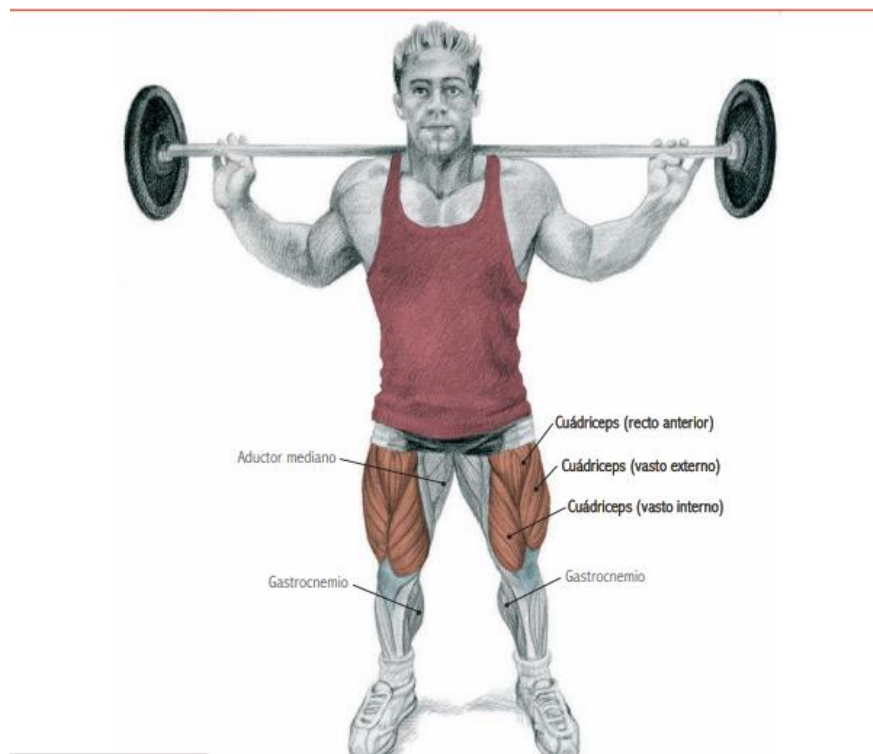 Cuádriceps (recto anterior)
Aductor mediano
Cuádriceps (vasto externo)
Cuádriceps (vasto interno)
Gastrocnemio
Gastrocnemio